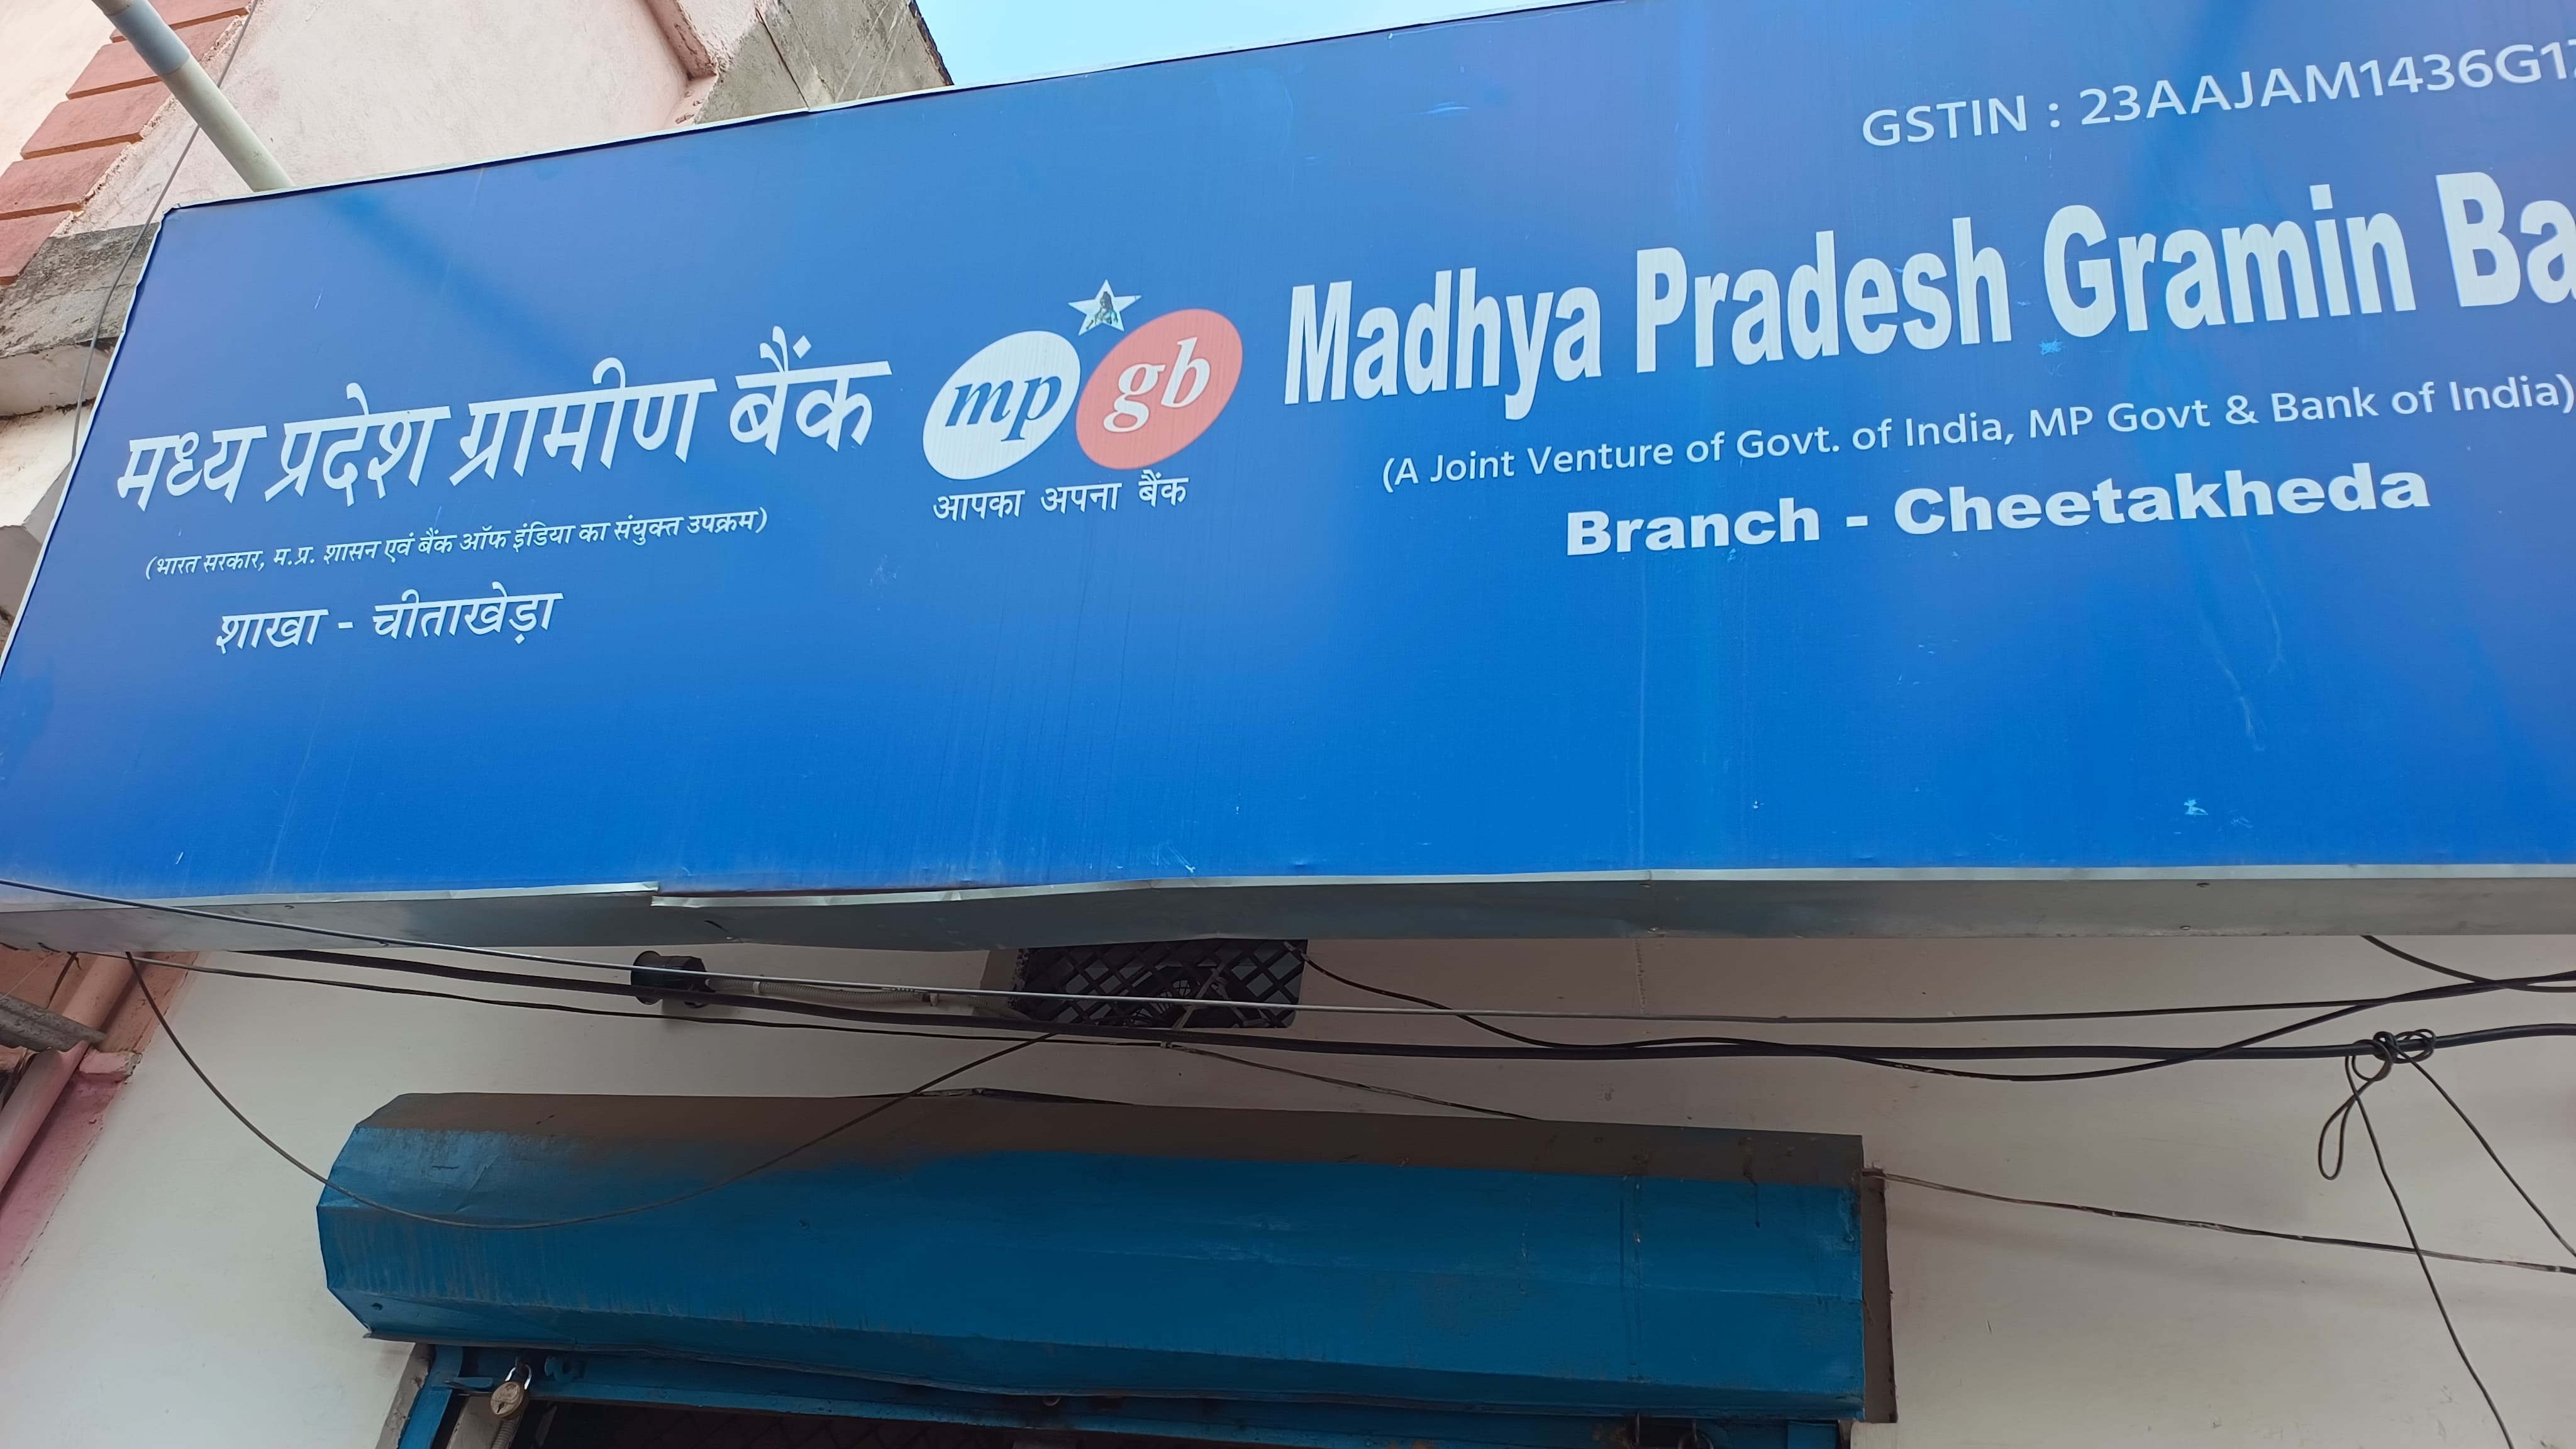 GSTIN : 23AAJAM1436G1
मध्य प्रदेश ग्रामीण बैंक
(भारत सरकार, म.प्र. शासन एवं बैंक ऑफ इंडिया का संयुक्त उपक्रम)
शाखा - चीताखेड़ा
mp gb
आपका अपना बैंक
Madhya Pradesh Gramin Ba
(A Joint Venture of Govt. of India, MP Govt & Bank of India)
Branch - Cheetakheda